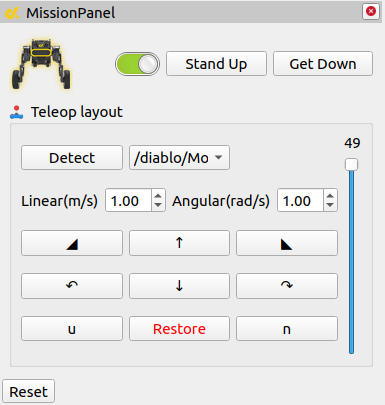 MissionPanel
Stand Up Get Down
Teleop layout
49
Detect /diablo/Mo
Linear(m/s) 1.00 Angular(rad/s) 1.00
◢ ↑ ◣
↶ ↓ ↷
u Restore n
Reset